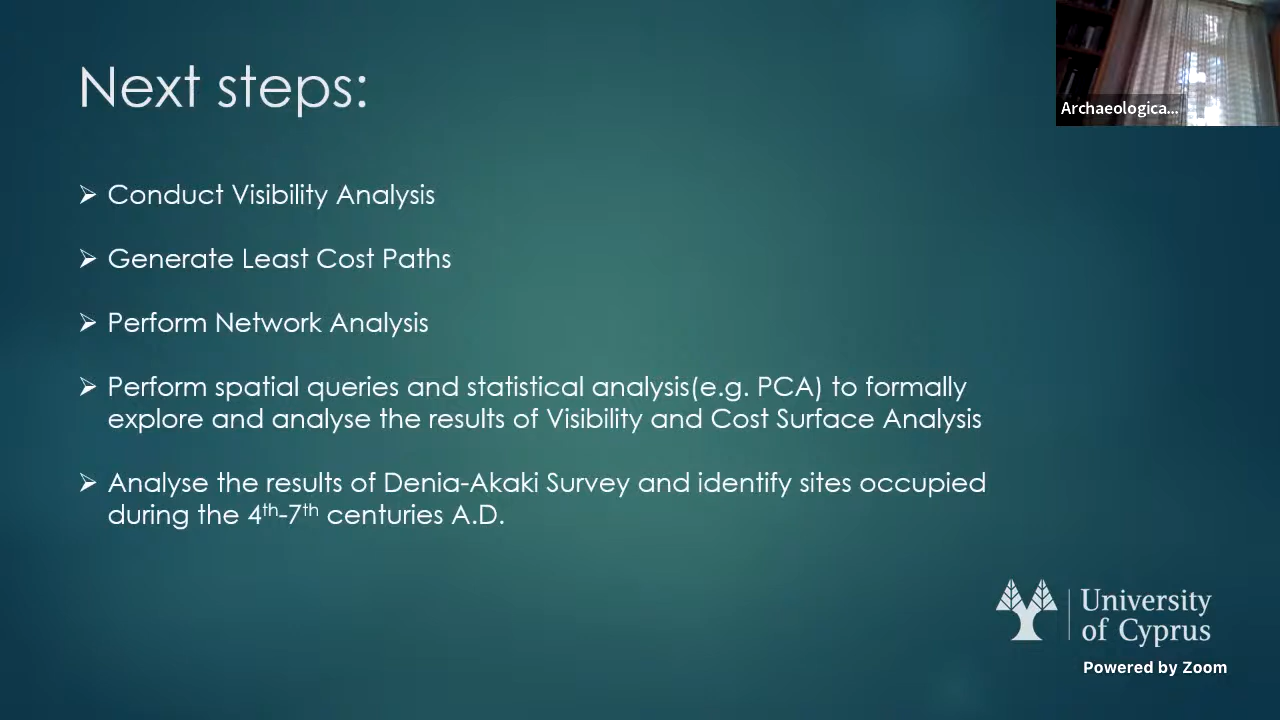 Next steps:
Archaeologica...
➢ Conduct Visibility Analysis
➢ Generate Least Cost Paths
➢ Perform Network Analysis
➢ Perform spatial queries and statistical analysis(e.g. PCA) to formally
explore and analyse the results of Visibility and Cost Surface Analysis
➢ Analyse the results of Denia-Akaki Survey and identify sites occupied
during the 4th-7th centuries A.D.
University
of Cyprus
Powered by Zoom